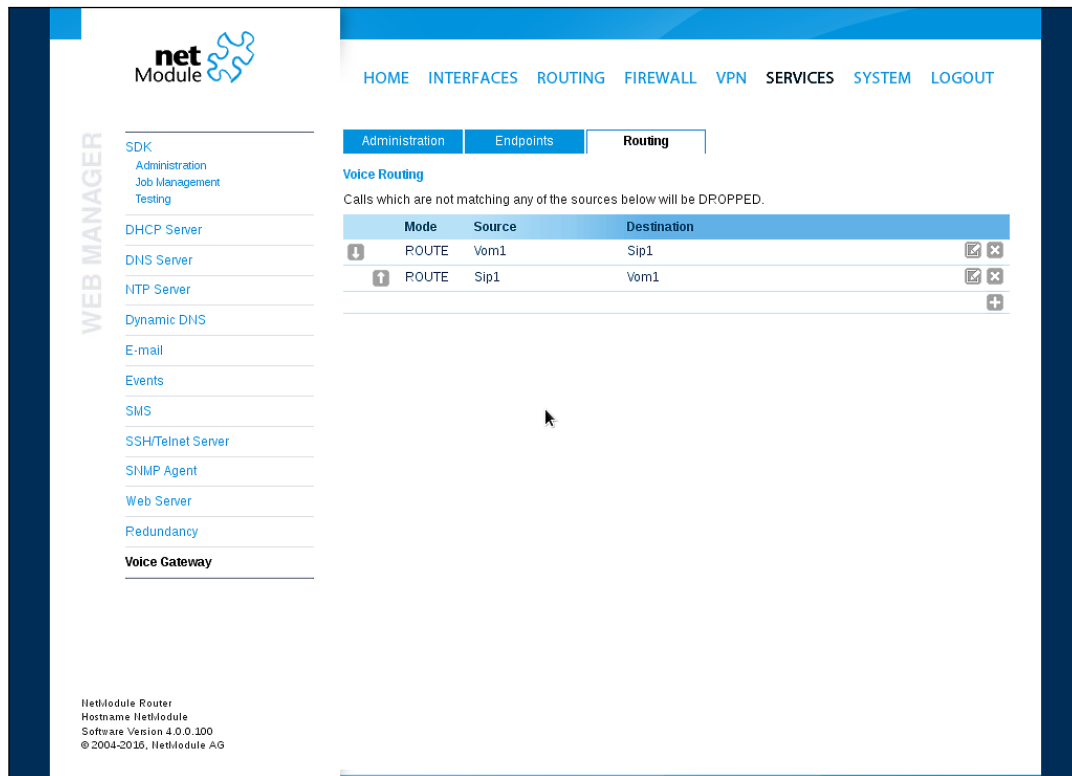 net
Module
HOME INTERFACES ROUTING FIREWALL VPN SERVICES SYSTEM LOGOUT
WEB MANAGER
SDK
Administration
Job Management
Testing
DHCP Server
DNS Server
NTP Server
Dynamic DNS
E-mail
Events
SMS
SSH/Telnet Server
SNMP Agent
Web Server
Redundancy
Voice Gateway
Administration Endpoints Routing
Voice Routing
Calls which are not matching any of the sources below will be DROPPED.
Mode Source Destination
ROUTE Vom1 Sip1
ROUTE Sip1 Vom1
NetModule Router
Hostname NetModule
Software Version 4.0.0.100
© 2004-2016, NetModule AG